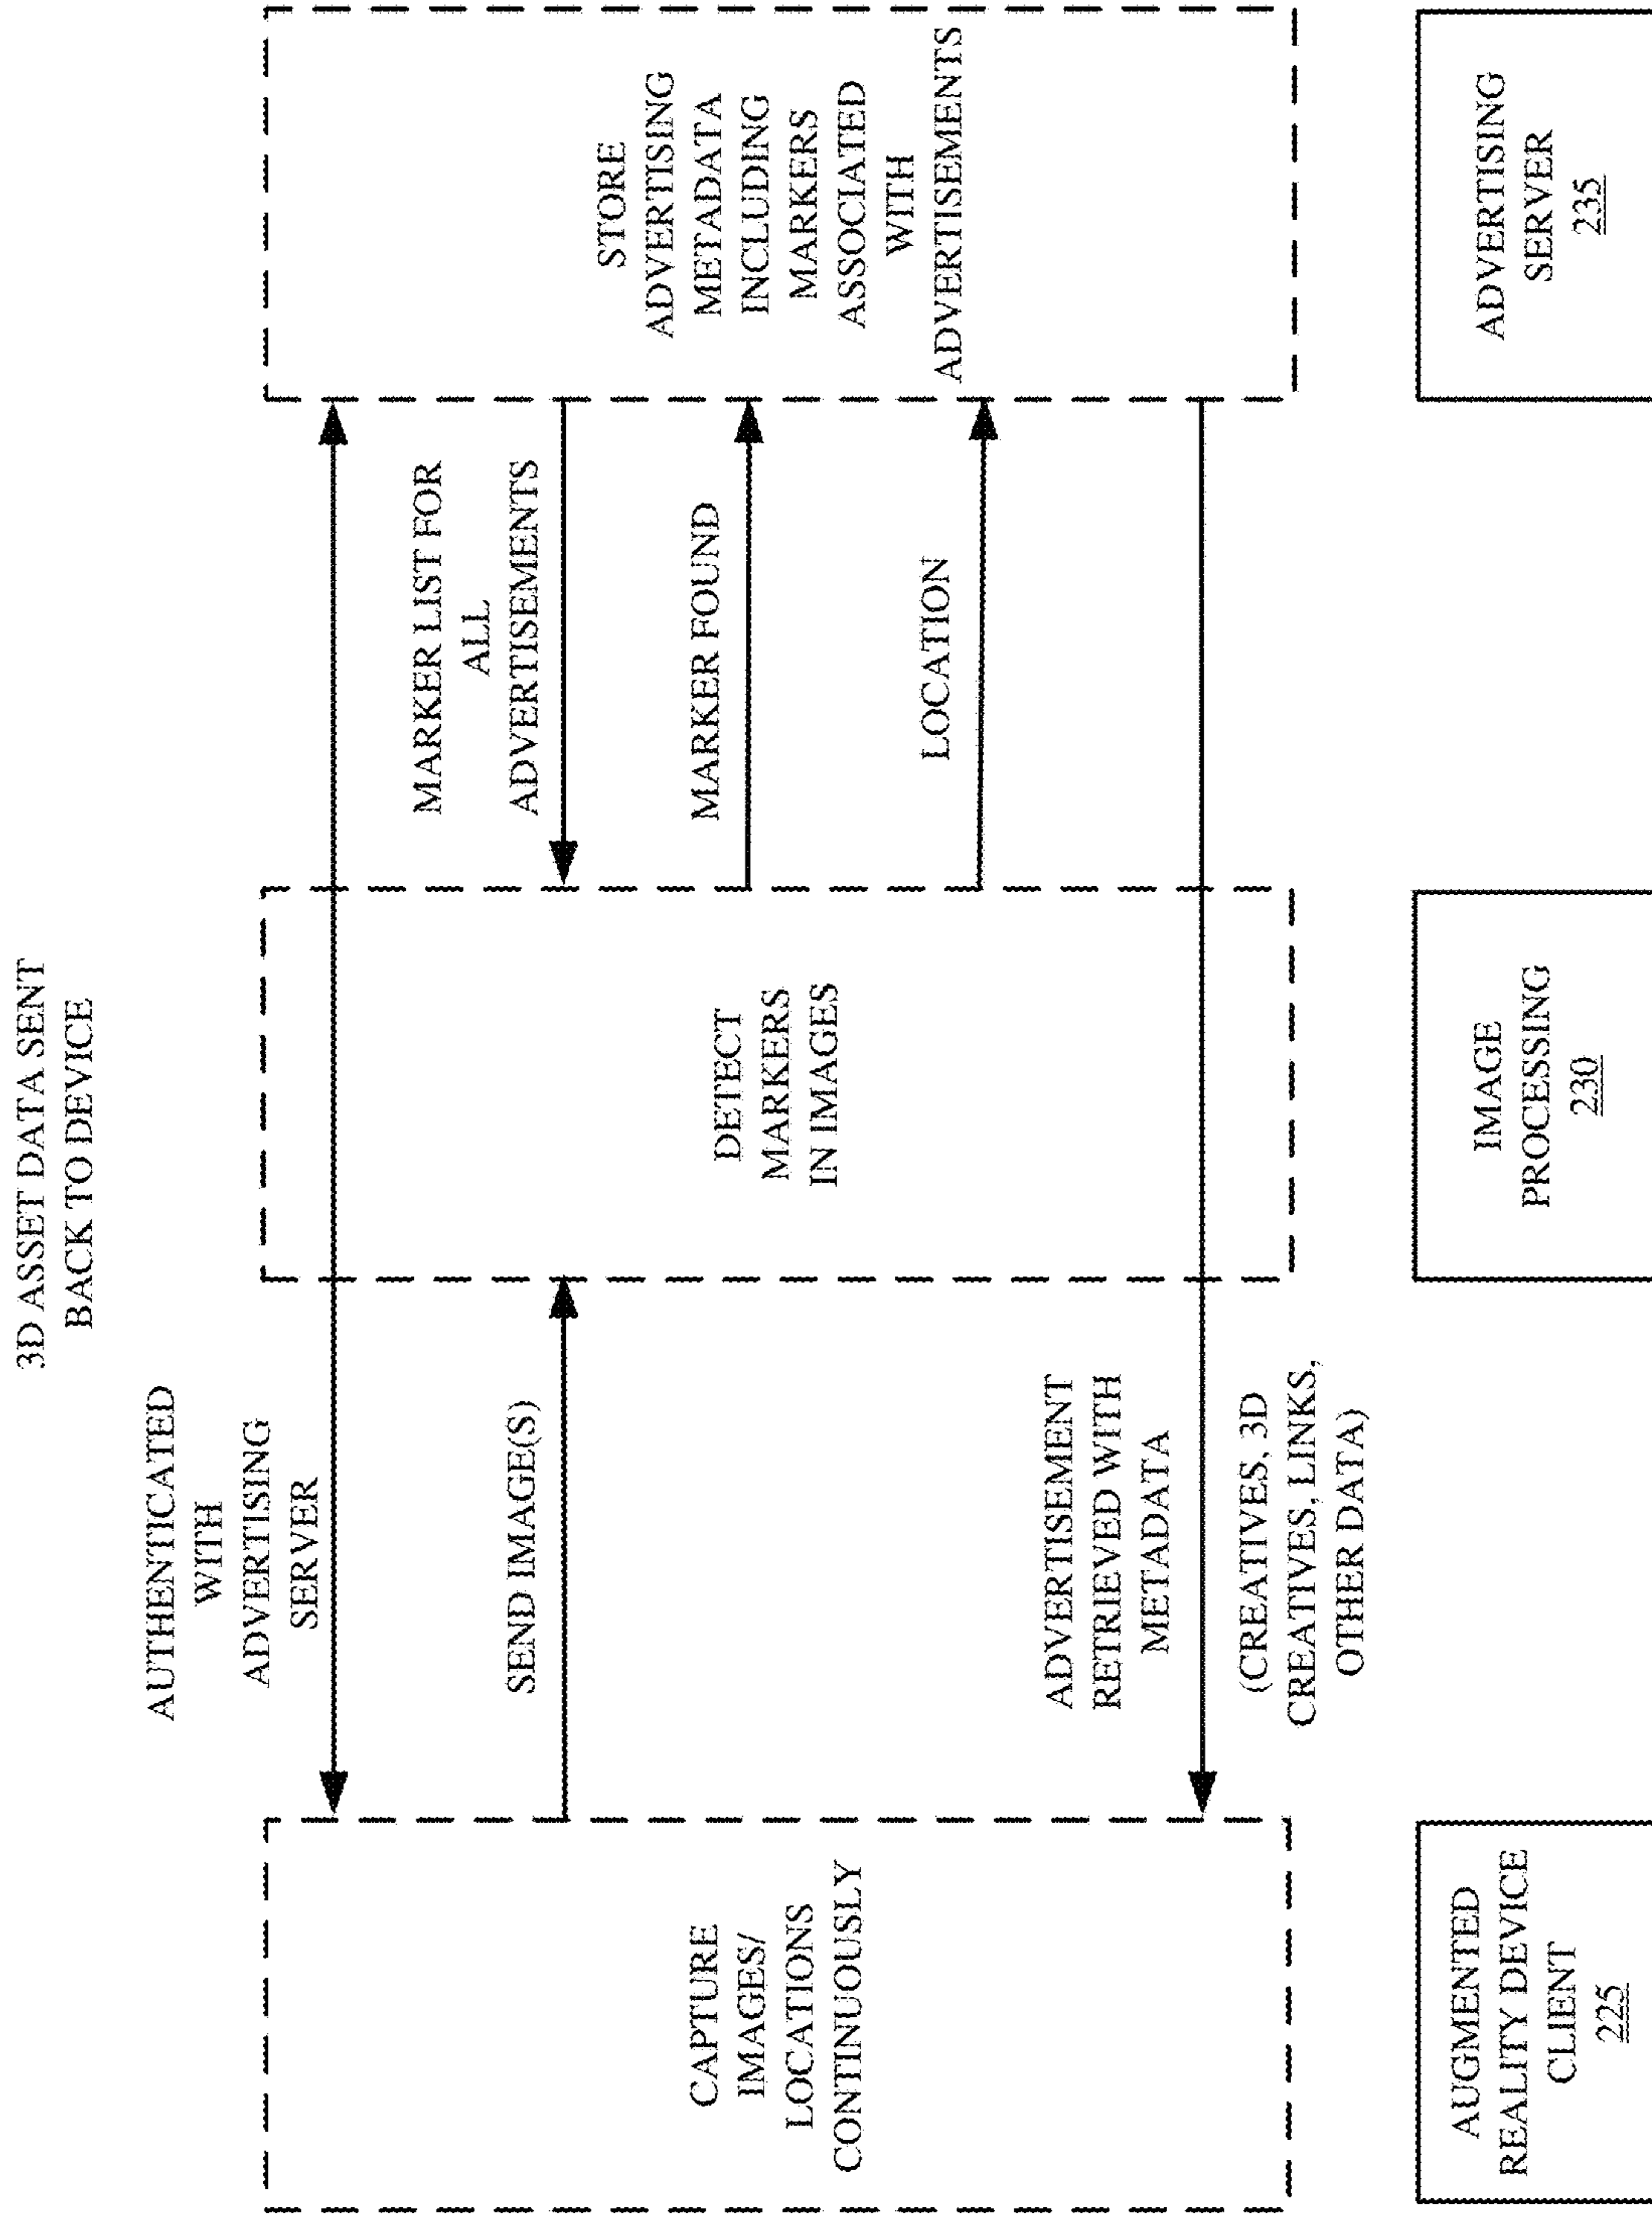 3D ASSET DATA SENT
BACK TO DEVICE
AUTHENTICATED
WITH
ADVERTISING
SERVER
MARKER LIST FOR
ALL
ADVERTISEMENTS
SEND IMAGE(S)
MARKER FOUND
LOCATION
CAPTURE
IMAGES/
LOCATIONS
CONTINUOUSLY
DETECT
MARKERS
IN IMAGES
STORE
ADVERTISING
METADATA
INCLUDING
MARKERS
ASSOCIATED
WITH
ADVERTISEMENTS
ADVERTISEMENT
RETRIEVED WITH
METADATA
(CREATIVES, 3D
CREATIVES, LINKS,
OTHER DATA)
AUGMENTED
REALITY DEVICE
CLIENT
225
IMAGE
PROCESSING
230
ADVERTISING
SERVER
235